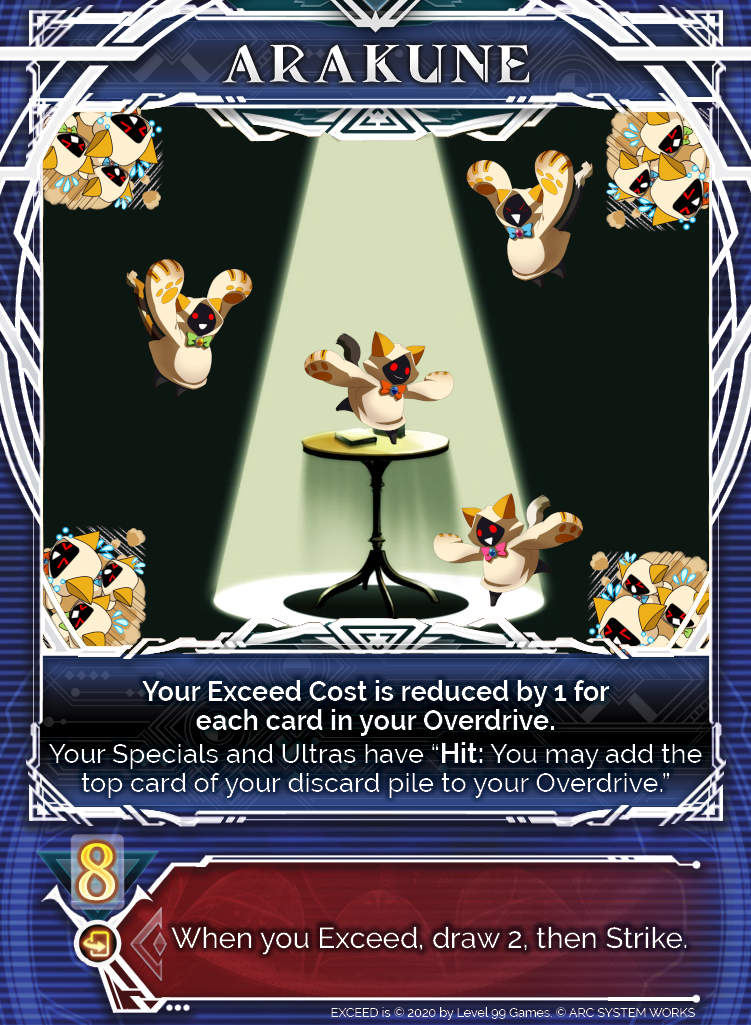 ARAKUNE
Your Exceed Cost is reduced by 1 for
each card in your Overdrive.
Your Specials and Ultras have “Hit: You may add the
top card of your discard pile to your Overdrive.”
8
When you Exceed, draw 2, then Strike.
EXCEED is © 2020 by Level 99 Games. © ARC SYSTEM WORKS